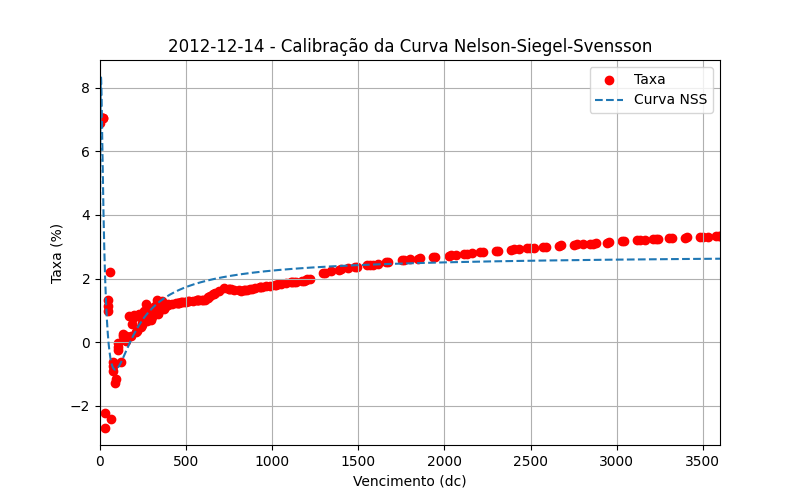 2012-12-14 - Calibração da Curva Nelson-Siegel-Svensson
Taxa
Curva NSS
Taxa (%)
8
6
4
2
0
−2
0 500 1000 1500 2000 2500 3000 3500
Vencimento (dc)